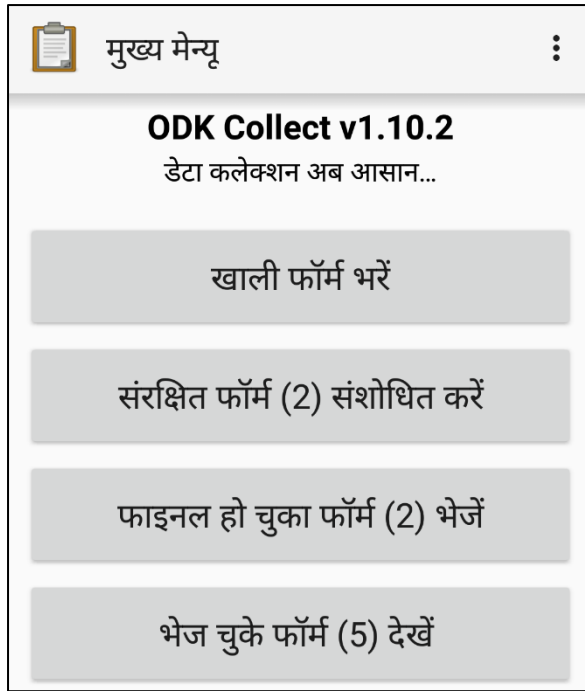 मुख्य मेन्यू
ODK Collect v1.10.2
डेटा कलेक्शन अब आसान...
खाली फॉर्म भरें
संरक्षित फॉर्म (2) संशोधित करें
फाइनल हो चुका फॉर्म (2) भेजें
भेज चुके फॉर्म (5) देखें